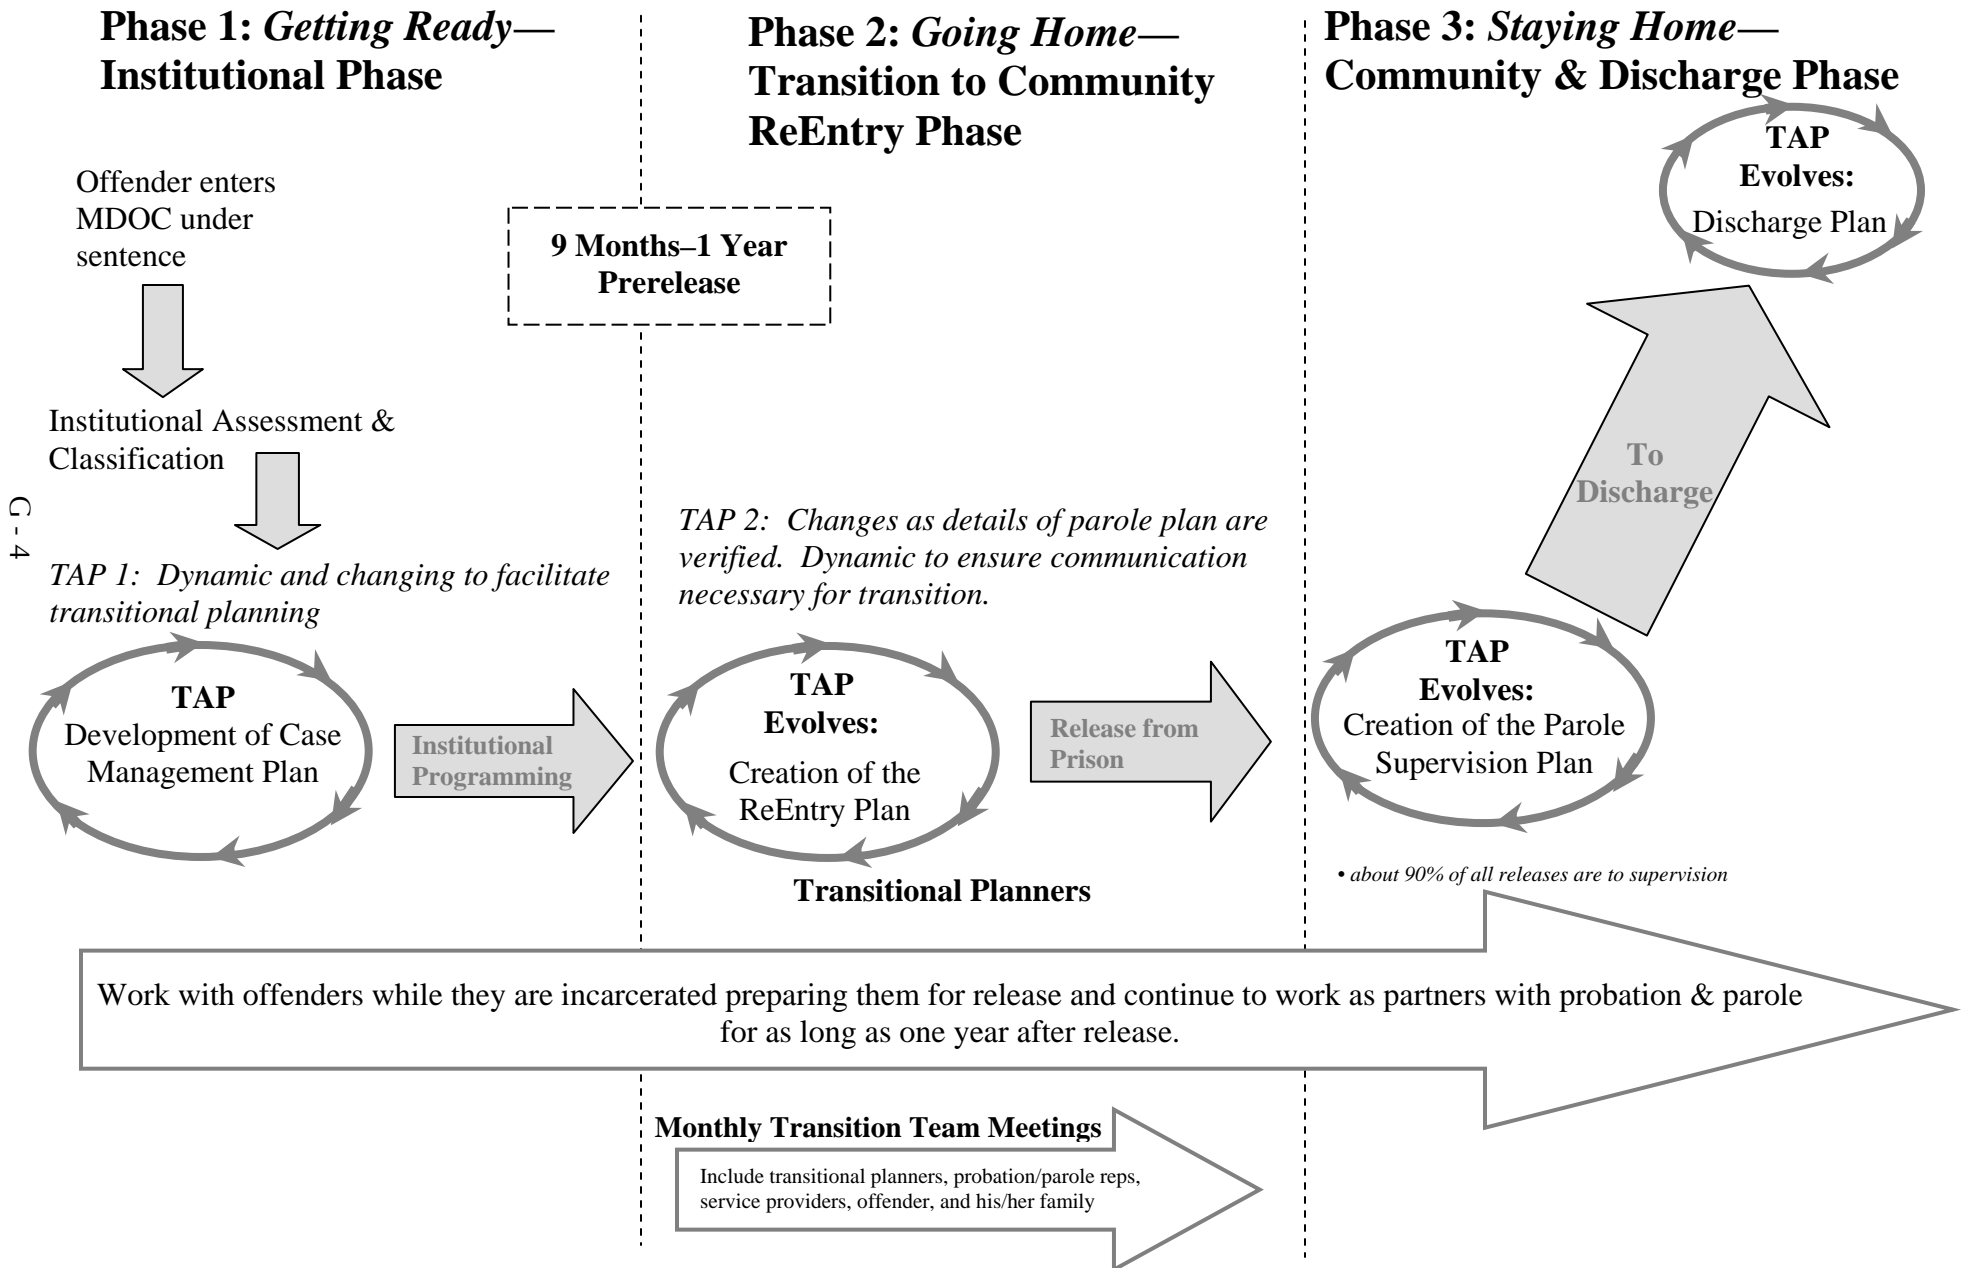 Phase 1: Getting Ready—
Institutional Phase
Phase 2: Going Home—
Transition to Community
ReEntry Phase
Phase 3: Staying Home—
Community & Discharge Phase
Offender enters
MDOC under
sentence
9 Months–1 Year
Prerelease
Institutional Assessment &
Classification
G - 4
TAP 1:  Dynamic and changing to facilitate
transitional planning
TAP
Development of Case
Management Plan
Institutional
Programming
TAP 2:  Changes as details of parole plan are
verified.  Dynamic to ensure communication
necessary for transition.
TAP
Evolves:
Creation of the
ReEntry Plan
Release from
Prison
TAP
Evolves:
Creation of the Parole
Supervision Plan
To
Discharge
TAP
Evolves:
Discharge Plan
• about 90% of all releases are to supervision
Transitional Planners
Work with offenders while they are incarcerated preparing them for release and continue to work as partners with probation & parole
for as long as one year after release.
Monthly Transition Team Meetings
Include transitional planners, probation/parole reps,
service providers, offender, and his/her family